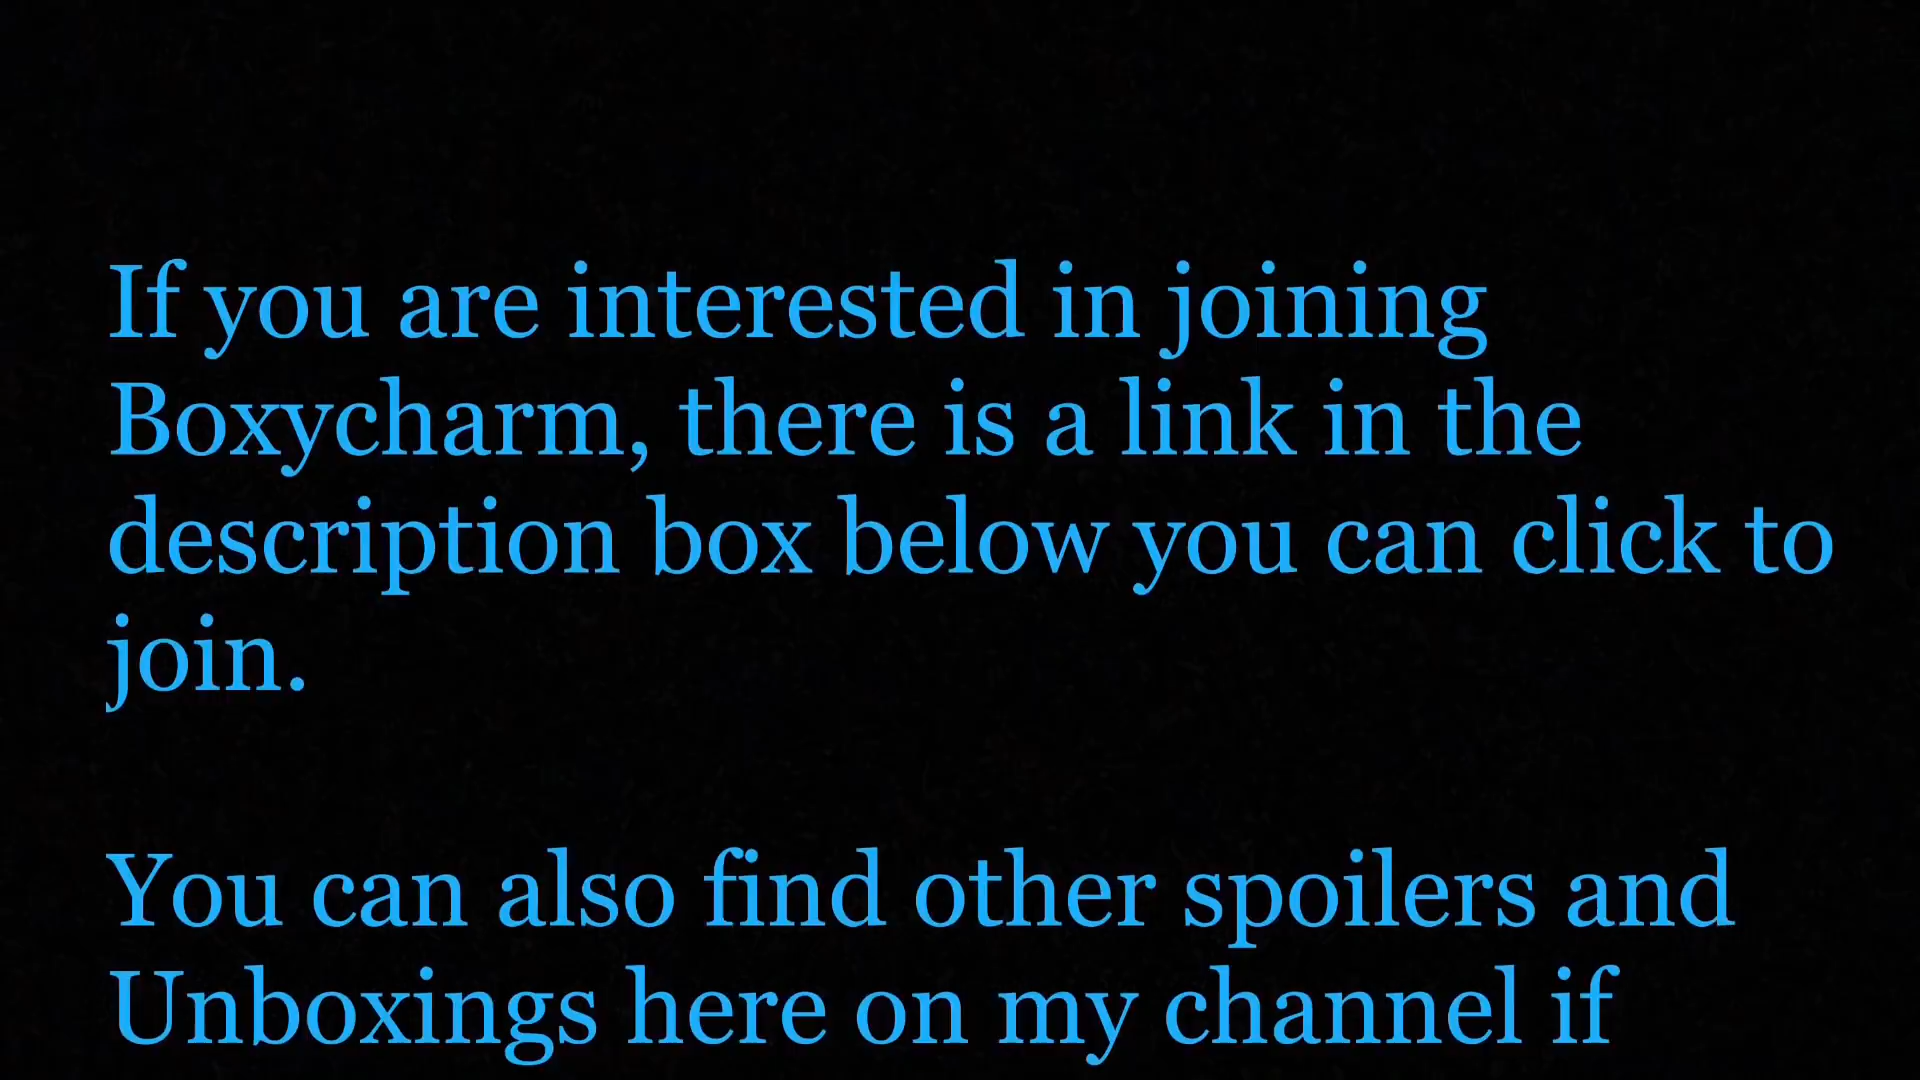 If you are interested in joining
Boxycharm, there is a link in the
description box below you can click to
join.
You can also find other spoilers and
Unboxings here on my channel if